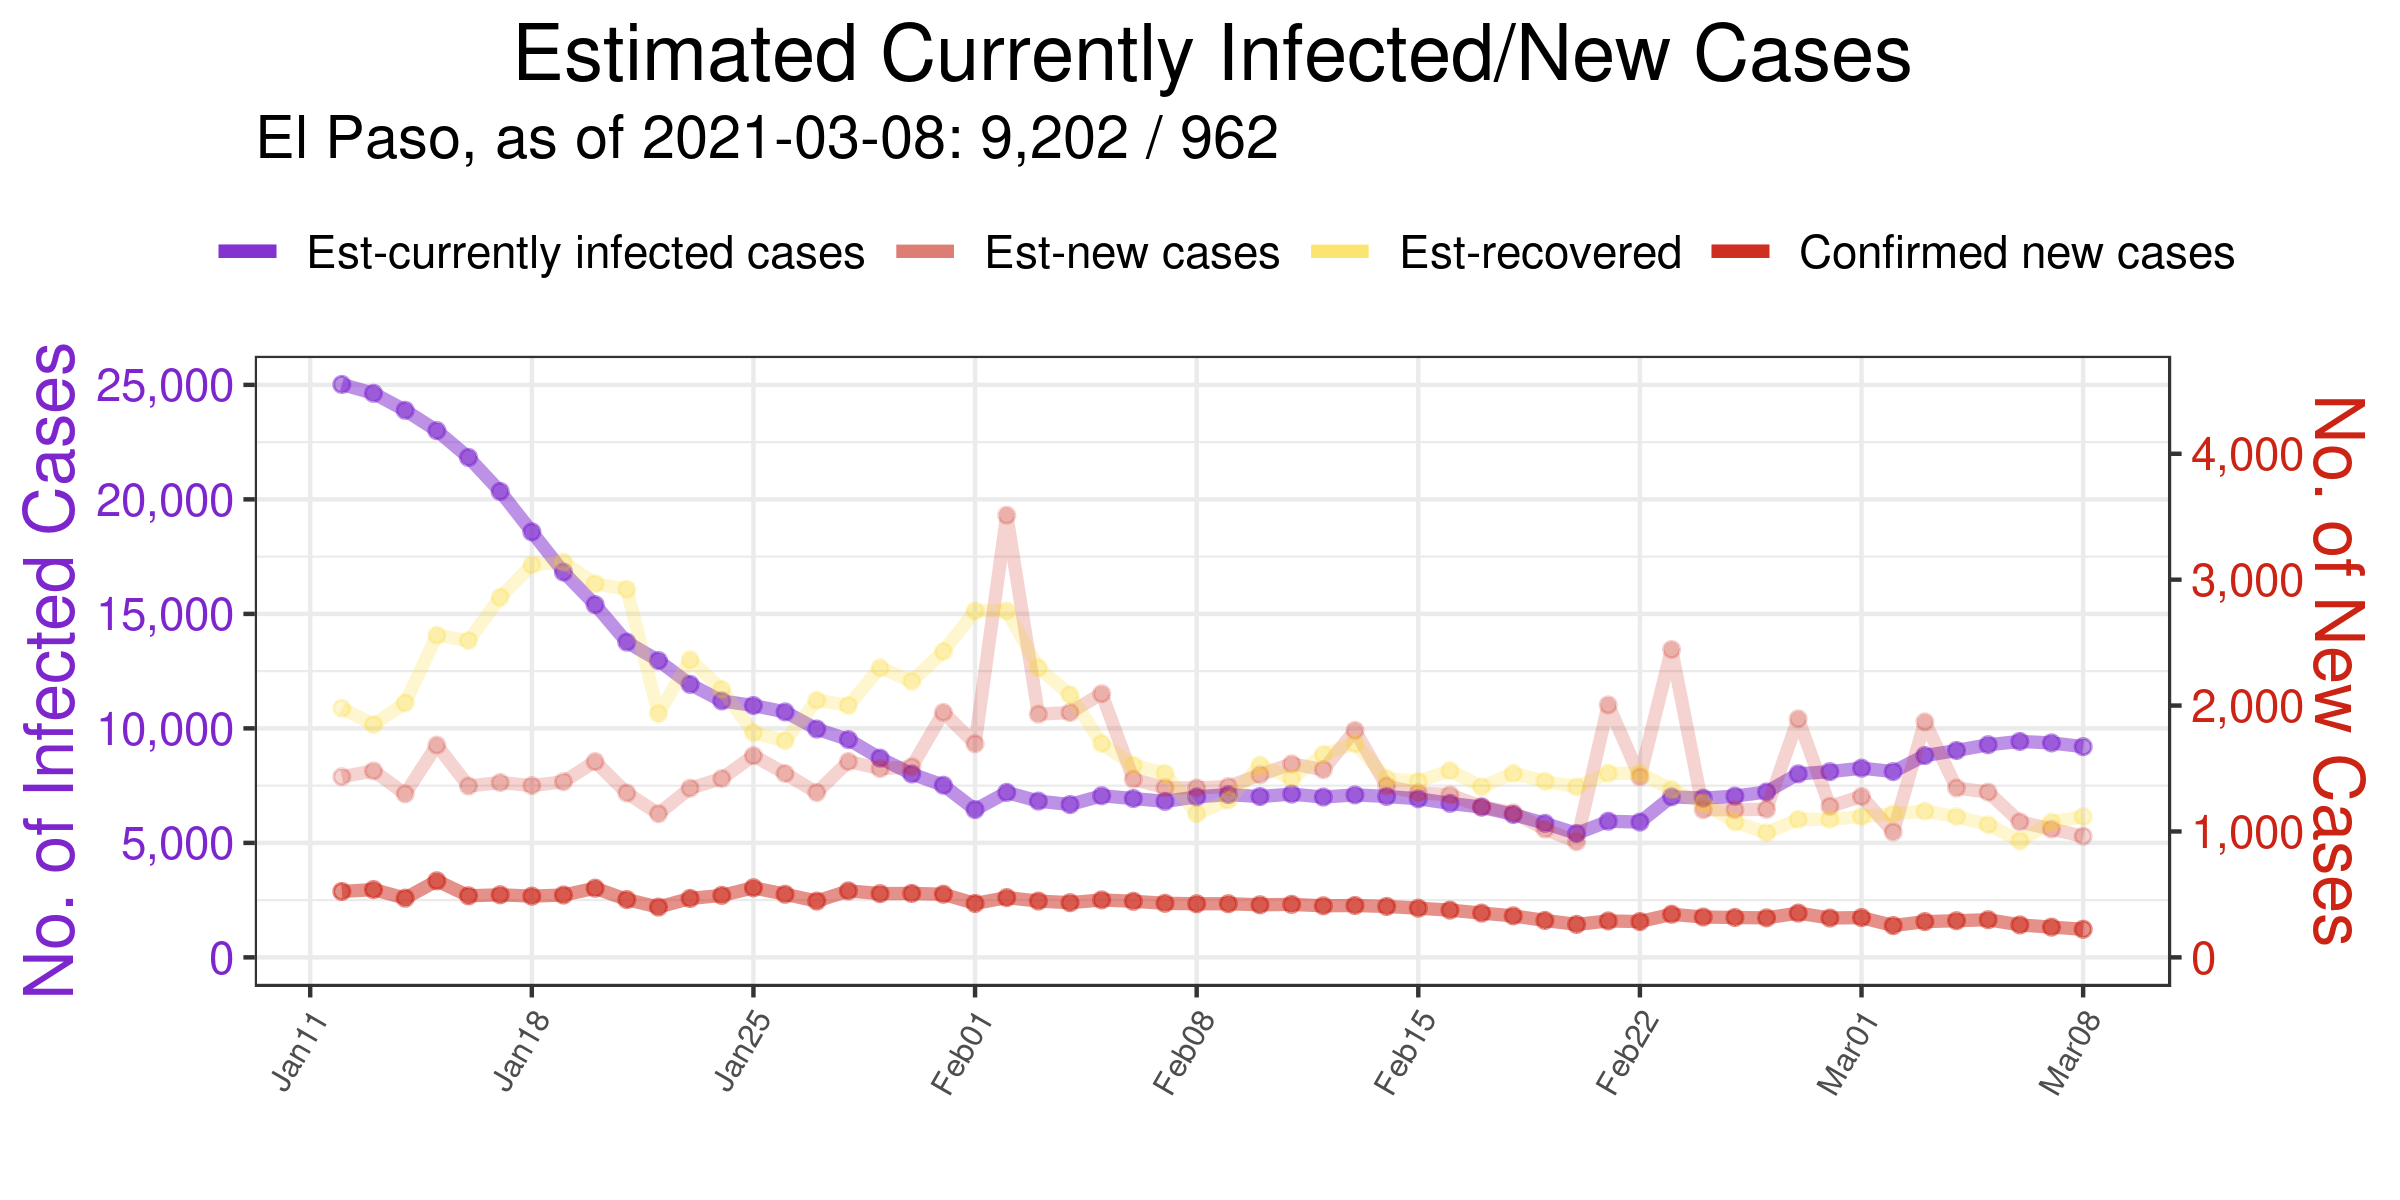 Estimated Currently Infected/New Cases
El Paso, as of 2021-03-08: 9,202 / 962
Est-currently infected cases Est-new cases Est-recovered Confirmed new cases
No. of Infected Cases
25,000
20,000
15,000
10,000
5,000
0
No. of New Cases
4,000
3,000
2,000
1,000
0
Jan11 Jan18 Jan25 Feb01 Feb08 Feb15 Feb22 Mar01 Mar08